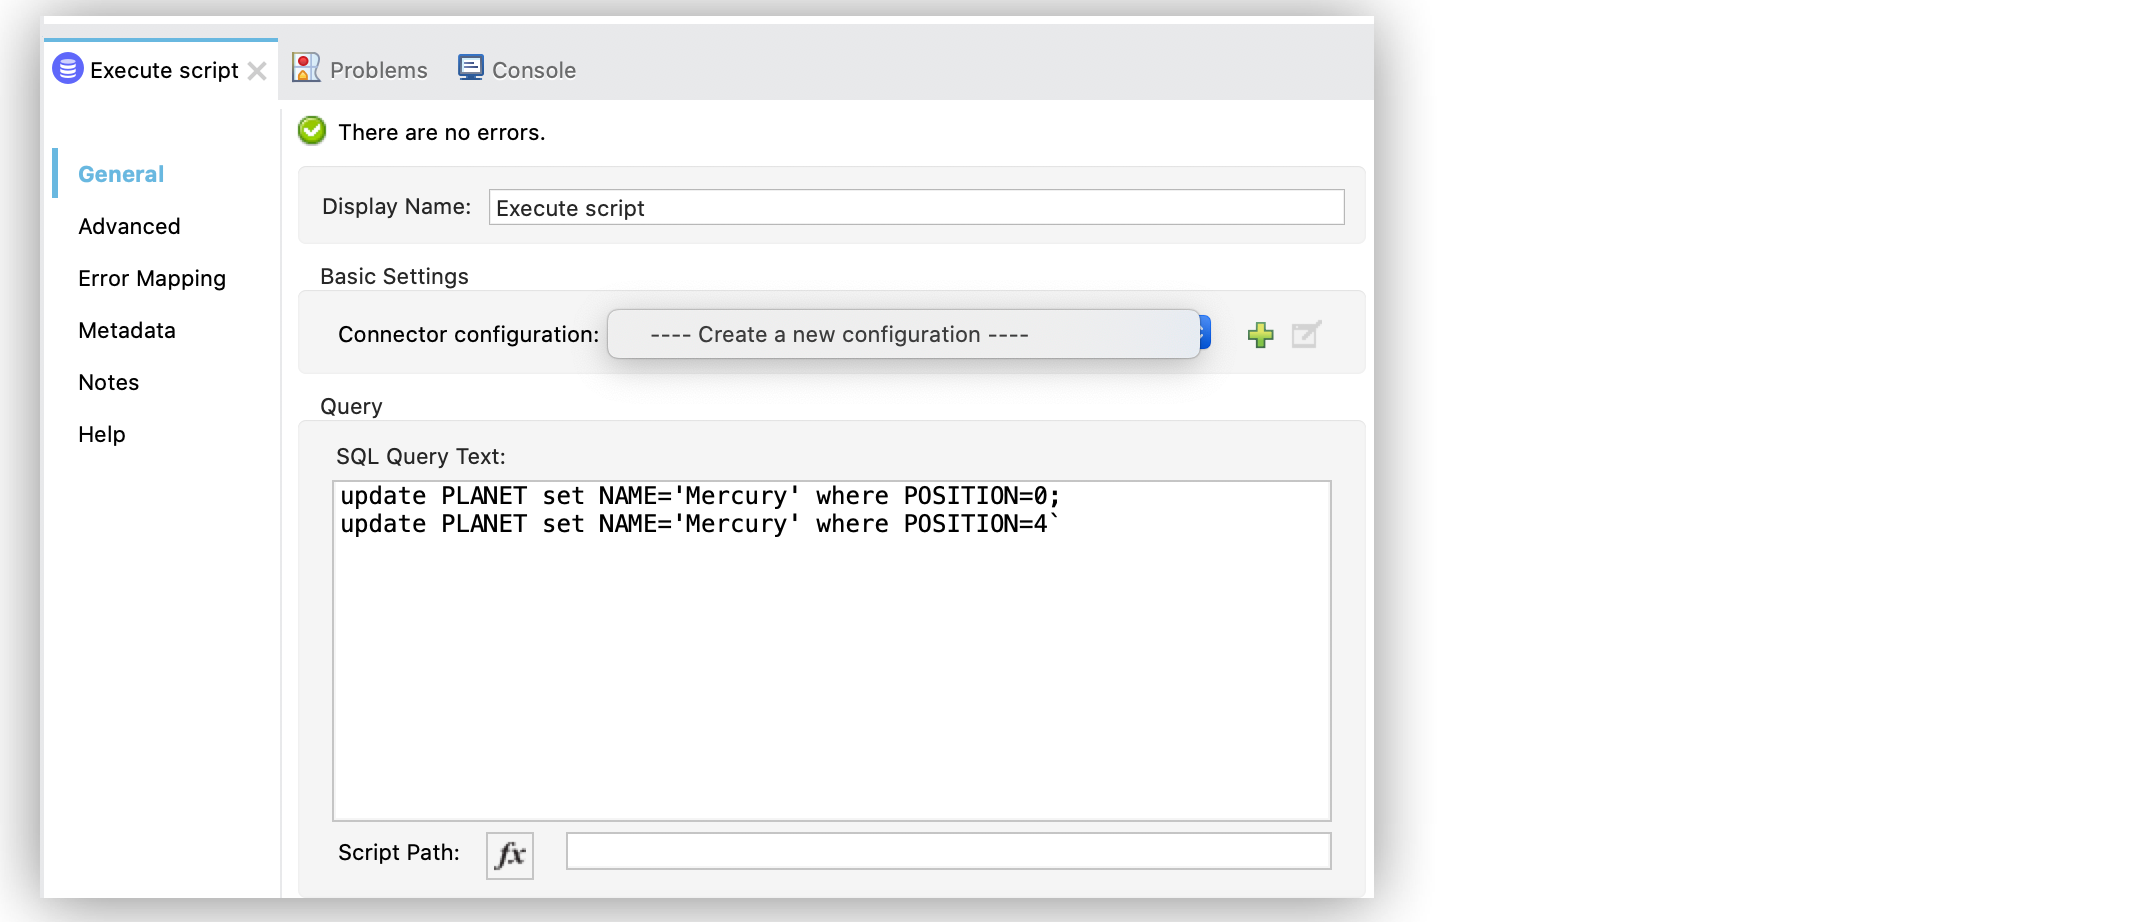 Execute script
Problems
Console
General
Advanced
Error Mapping
Metadata
Notes
Help
There are no errors.
Display Name: Execute script
Basic Settings
Connector configuration: ---- Create a new configuration ----
Query
SQL Query Text:
update PLANET set NAME='Mercury' where POSITION=0;
update PLANET set NAME='Mercury' where POSITION=4`
Script Path: fx